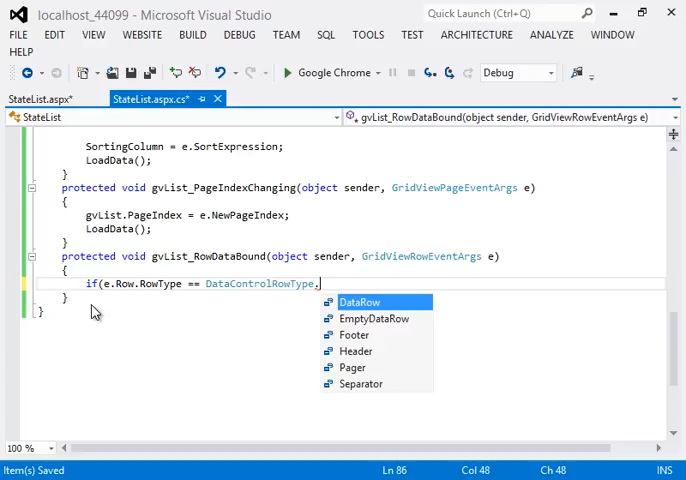 localhost_44099 - Microsoft Visual Studio
Quick Launch (Ctrl+Q)
FILE EDIT VIEW WEBSITE BUILD DEBUG TEAM SQL TOOLS TEST ARCHITECTURE ANALYZE WINDOW
HELP
Google Chrome Debug
StateList.aspx* StateList.aspx.cs*
StateList gvList_RowDataBound(object sender, GridViewRowEventArgs e)
SortingColumn = e.SortExpression;
LoadData();
}
protected void gvList_PageIndexChanging(object sender, GridViewPageEventArgs e)
{
gvList.PageIndex = e.NewPageIndex;
LoadData();
}
protected void gvList_RowDataBound(object sender, GridViewRowEventArgs e)
{
if(e.Row.RowType == DataControlRowType.
}
}
DataRow
EmptyDataRow
Footer
Header
Pager
Separator
100 %
Item(s) Saved Ln 86 Col 48 Ch 48 INS